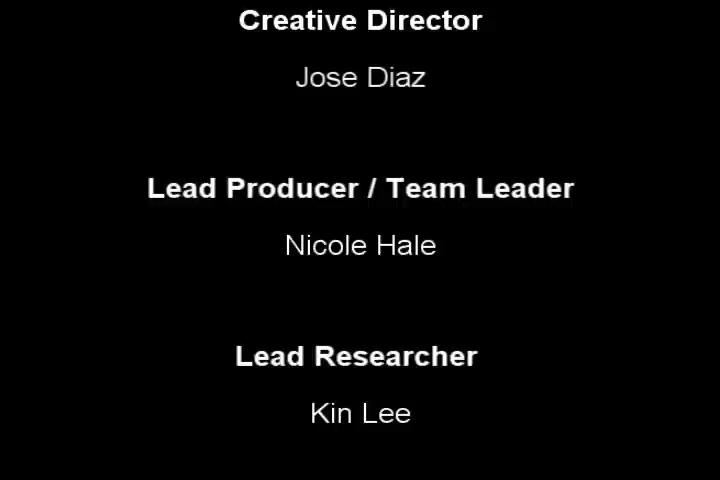 Creative Director
Jose Diaz
Lead Producer / Team Leader
Nicole Hale
Lead Researcher
Kin Lee